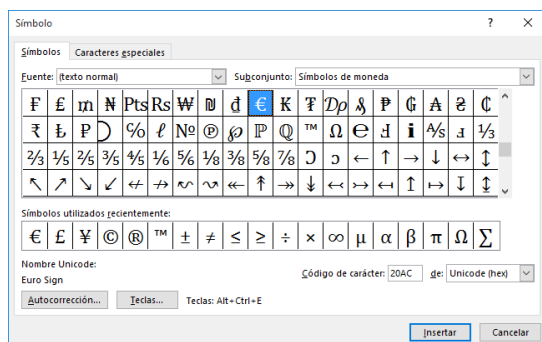 Símbolo ? ×
Símbolos Caracteres especiales
Fuente: (texto normal) Subconjunto: Símbolos de moneda
₣ £ ₥ ₦ Pts Rs ₩ ₪ ₫ € ₭ ₮ ₯ ₰ ₱ ₲ ₳ ₴ ₵
₹ ₺ ₽ ℅ ℓ № ℗ ℘ ℙ ℚ ™ Ω ℮ Ⅎ ℹ ⅍ ⅎ ⅓
⅔ ⅕ ⅖ ⅗ ⅘ ⅙ ⅚ ⅛ ⅜ ⅝ ⅞ Ↄ ↄ ← ↑ → ↓ ↔ ↕
↖ ↗ ↘ ↙ ↚ ↛ ↜ ↝ ↞ ↟ ↠ ↡ ↢ ↣ ↤ ↥ ↦ ↧ ↨
Símbolos utilizados recientemente:
€ £ ¥ © ® ™ ± ≠ ≤ ≥ ÷ × ∞ µ α β π Ω ∑
Nombre Unicode:
Euro Sign
Código de carácter: 20AC de: Unicode (hex)
Autocorrección... Teclas... Teclas: Alt+Ctrl+E
Insertar Cancelar